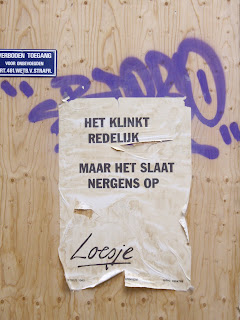 VERBODEN TOEGANG
VOOR ONBEVOEGDEN
ART. 461 WETB. V. STRAFR.
HET KLINKT
REDELIJK
MAAR HET SLAAT
NERGENS OP
Loesje